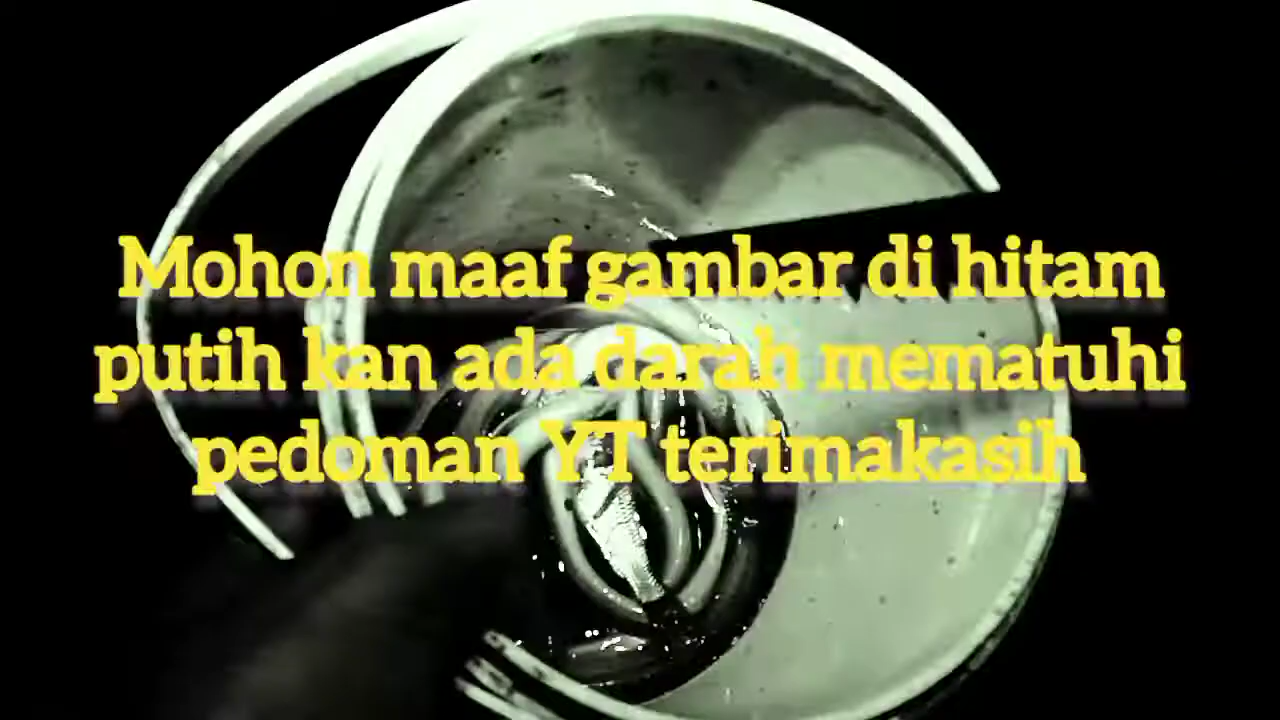 Mohon maaf gambar di hitam
putih kan ada darah mematuhi
pedoman YT terimakasih